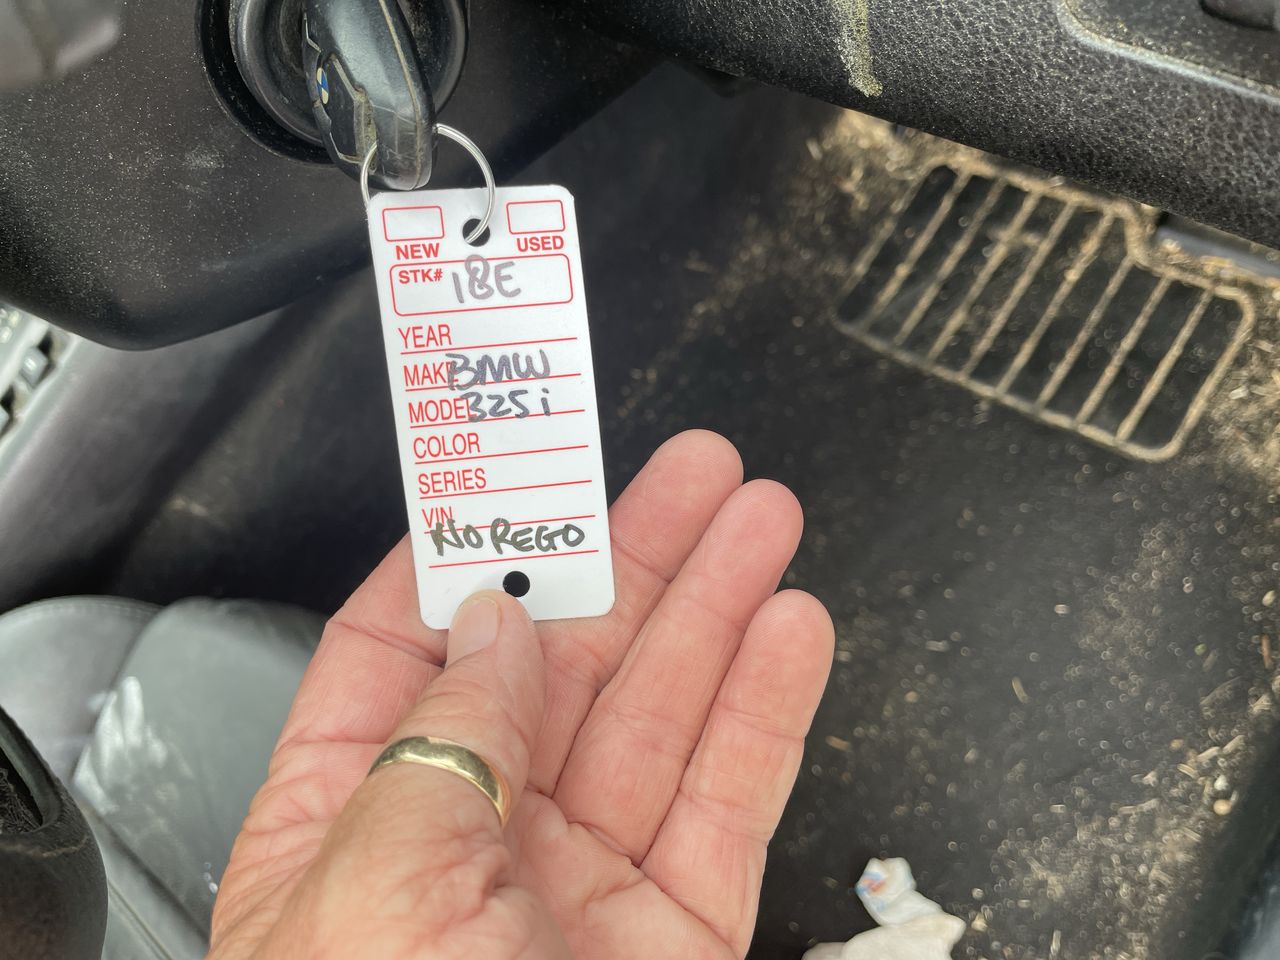 NEW USED
STK# 18E
YEAR
MAKE BMW
MODEL 325i
COLOR
SERIES
VIN
NO REGO